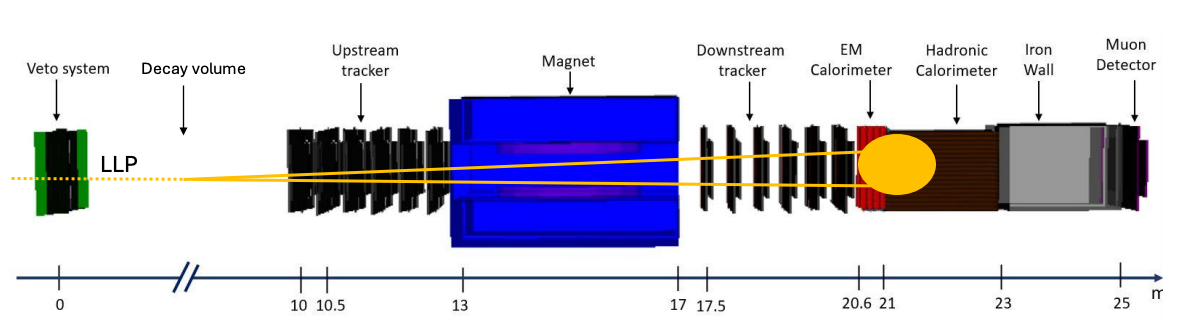 Veto system
Decay volume
Upstream
tracker
Magnet
Downstream
tracker
EM
Calorimeter
Hadronic
Calorimeter
Iron
Wall
Muon
Detector
LLP
0
10
10.5
13
17
17.5
20.6
21
23
25
m